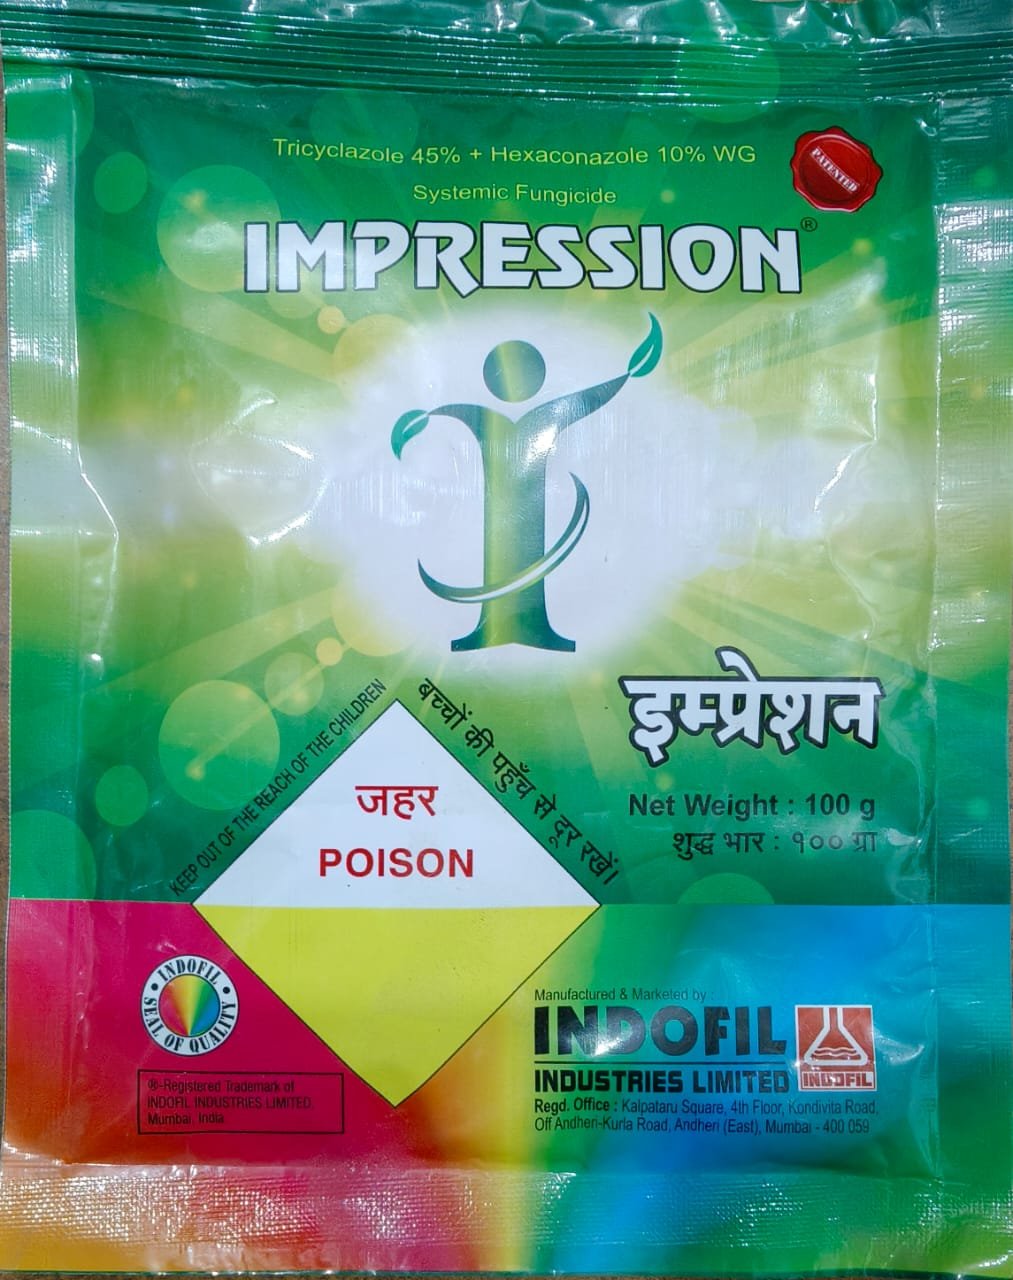 Tricyclazole 45% + Hexaconazole 10% WG
PATENTED
Systemic Fungicide
IMPRESSION®
इम्प्रेशन
KEEP OUT OF THE REACH OF THE CHILDREN
बच्चों की पहुँच से दूर रखें।
जहर
POISON
Net Weight : 100 g
शुद्ध भार : १०० ग्रा
INDOFIL
SEAL OF QUALITY
®-Registered Trademark of
INDOFIL INDUSTRIES LIMITED,
Mumbai, India
Manufactured & Marketed by
INDOFIL
INDUSTRIES LIMITED
INDOFIL
Regd. Office : Kalpataru Square, 4th Floor, Kondivita Road,
Off Andheri-Kurla Road, Andheri (East), Mumbai - 400 059